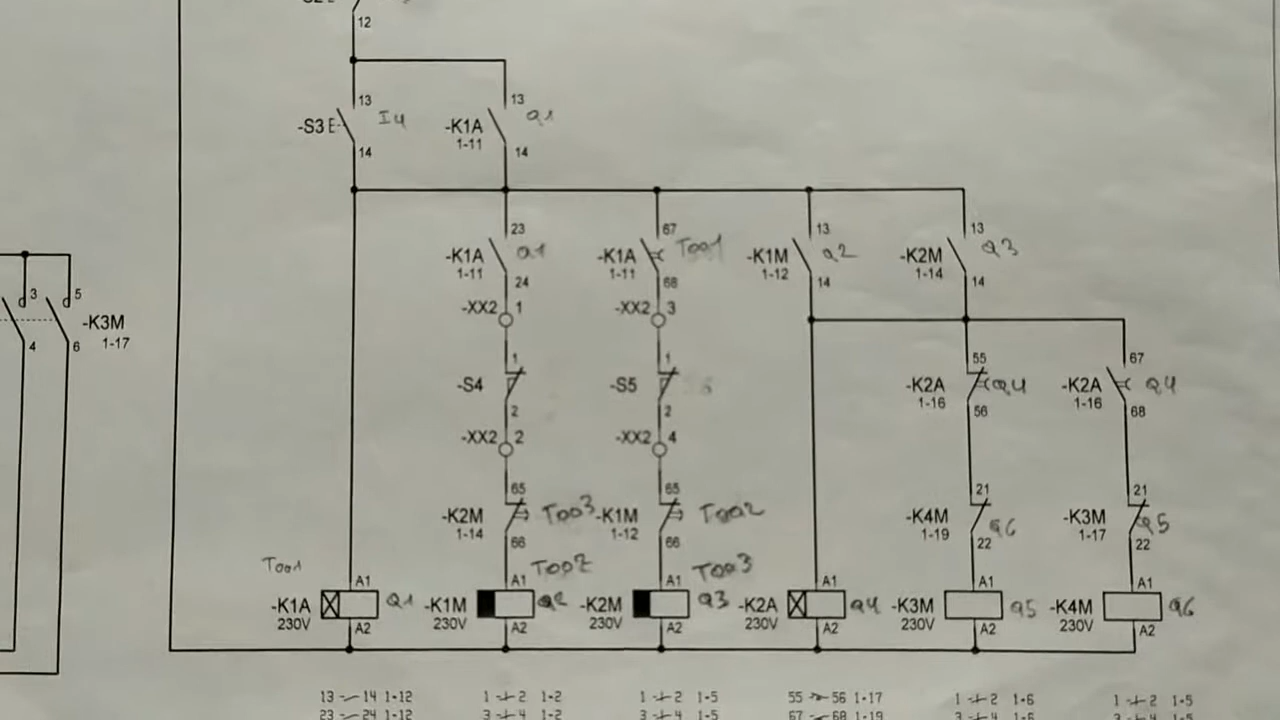 12
13 13
-S3 E I4 -K1A Q1
1-11
14 14
23 67 13 13
-K1A Q1 -K1A T001 -K1M Q2 -K2M Q3
1-11 1-11 1-12 1-14
24 68 14 14
-XX2 1 -XX2 3
3 5
-K3M
1-17
4 6
1 1 55 67
-S4 -S5 -K2A Q4 -K2A Q4
1-16 1-16
2 2 56 68
-XX2 2 -XX2 4
65 65 21 21
-K2M T003 -K1M T002 -K4M Q6 -K3M Q5
1-14 1-12 1-19 1-17
66 66 22 22
T001 T002 T003
A1 A1 A1 A1 A1 A1
-K1A Q1 -K1M Q2 -K2M Q3 -K2A Q4 -K3M Q5 -K4M Q6
230V 230V 230V 230V 230V 230V
A2 A2 A2 A2 A2 A2
13 14 1-12 1 2 1-2 1 2 1-5 55 56 1-17 1 2 1-6 1 2 1-5
23 24 1-12 3 4 1-2 3 4 1-5 67 68 1-19 3 4 1-6 3 4 1-5